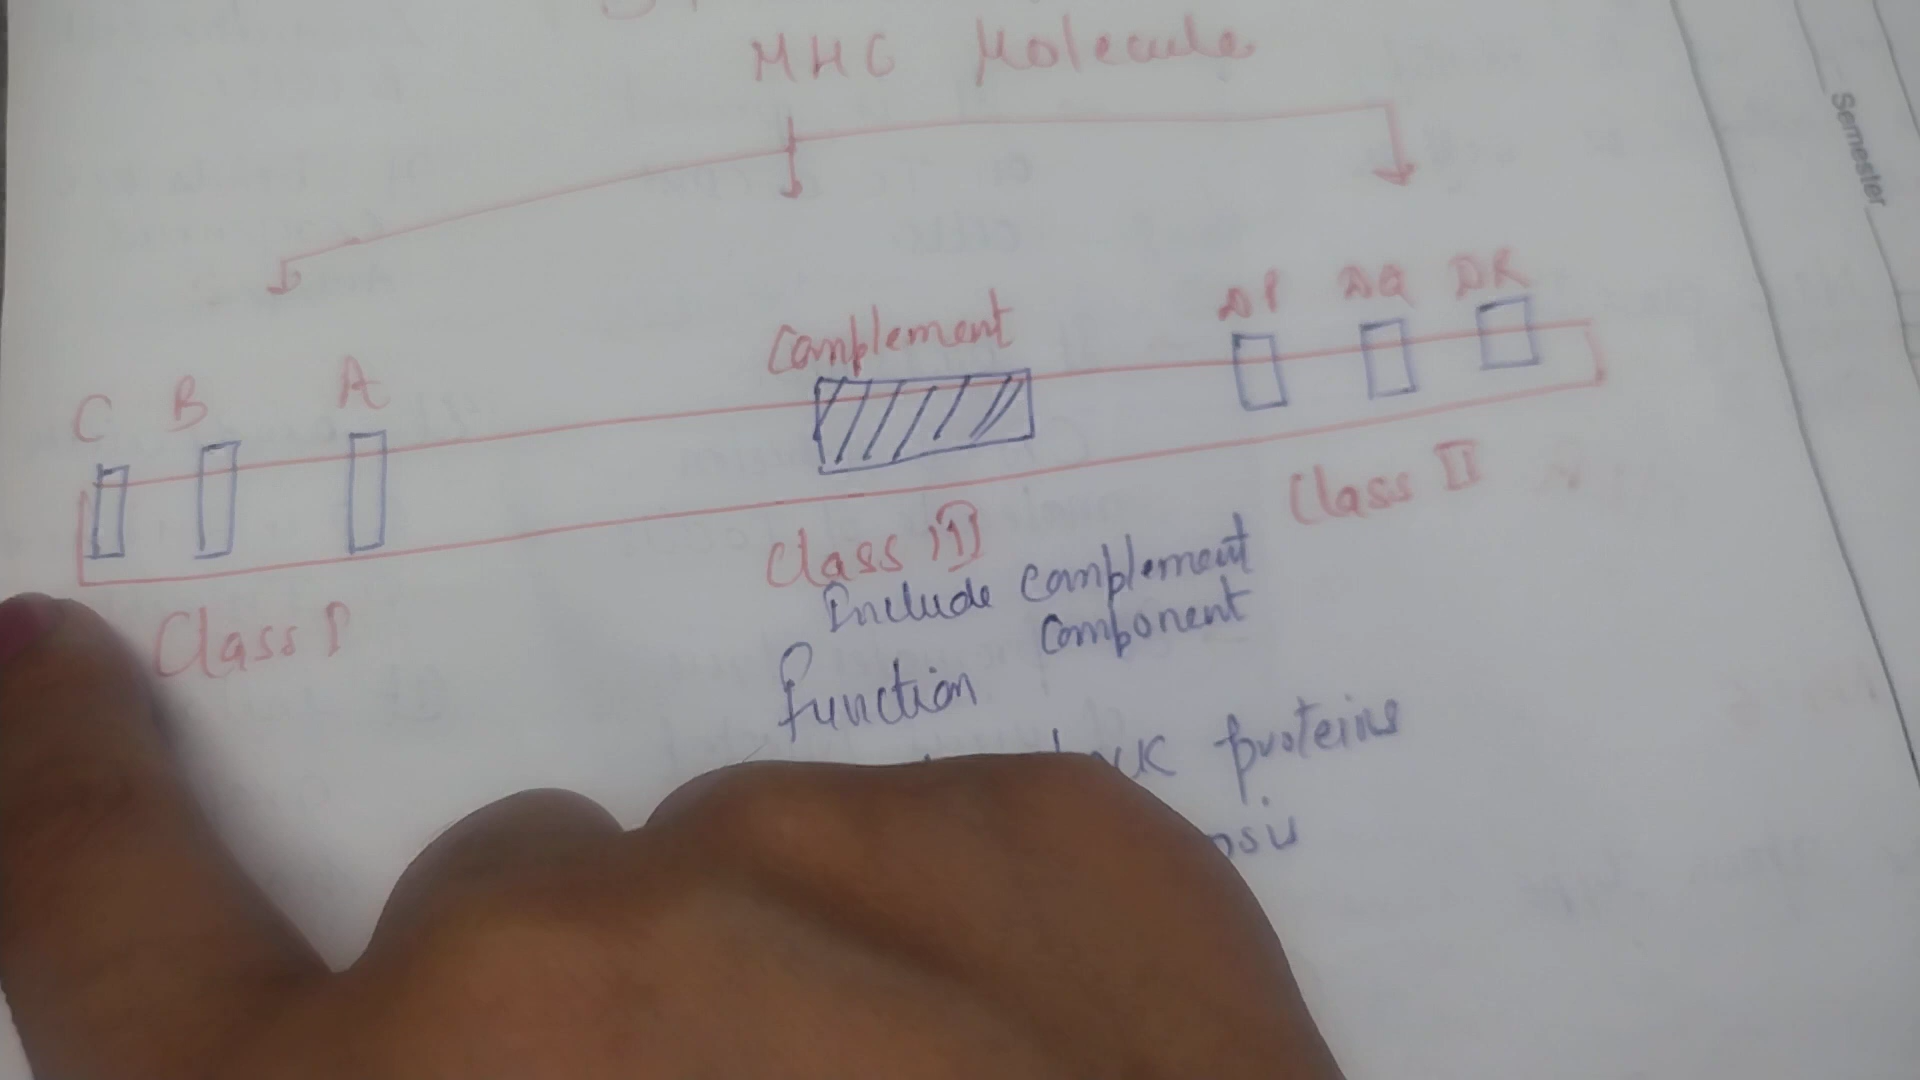 MHC Molecule
Semester
Complement
DP DQ DR
C B A
Class III
Class II
Include complement
component
Class I
function
proteins